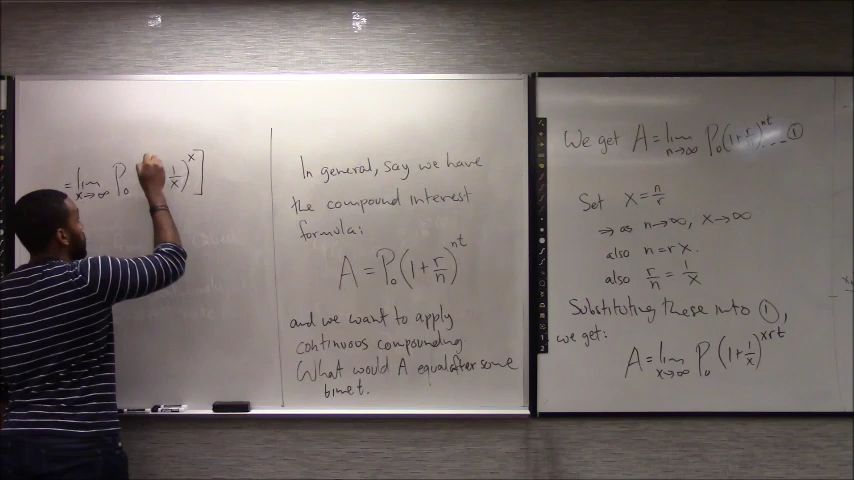 = lim x→∞ P₀ 1/x)^x]
In general, say we have
the compound interest
formula:
A = P₀(1+r/n)^nt
and we want to apply
continuous compounding.
What would A equal after some
time t.
We get A = lim n→∞ P₀(1+r/n)^nt ... ①
Set X = n/r
⇒ as n→∞, x→∞
also n=rx.
also r/n = 1/x
Substituting these into ①,
we get:
A = lim x→∞ P₀ (1+1/x)^xrt